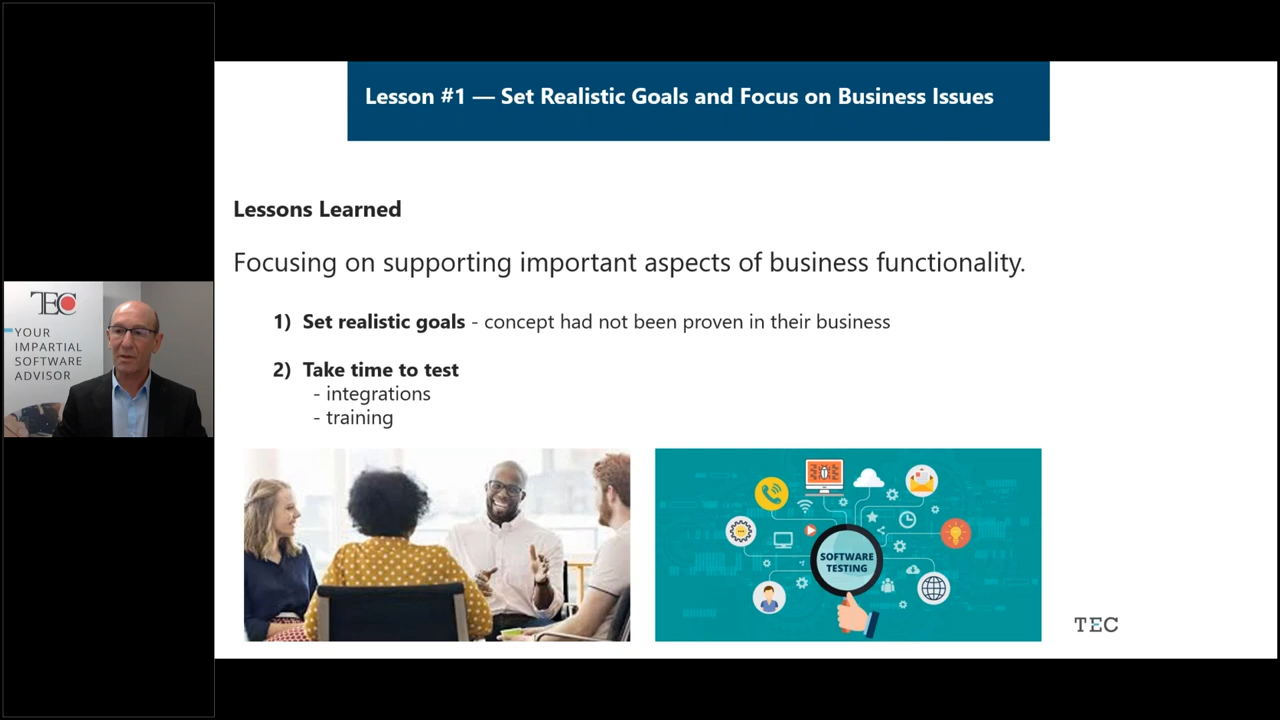 Lesson #1 — Set Realistic Goals and Focus on Business Issues
Lessons Learned
Focusing on supporting important aspects of business functionality.
1) Set realistic goals - concept had not been proven in their business
2) Take time to test
- integrations
- training
TEC
YOUR
IMPARTIAL
SOFTWARE
ADVISOR
SOFTWARE
TESTING
TEC